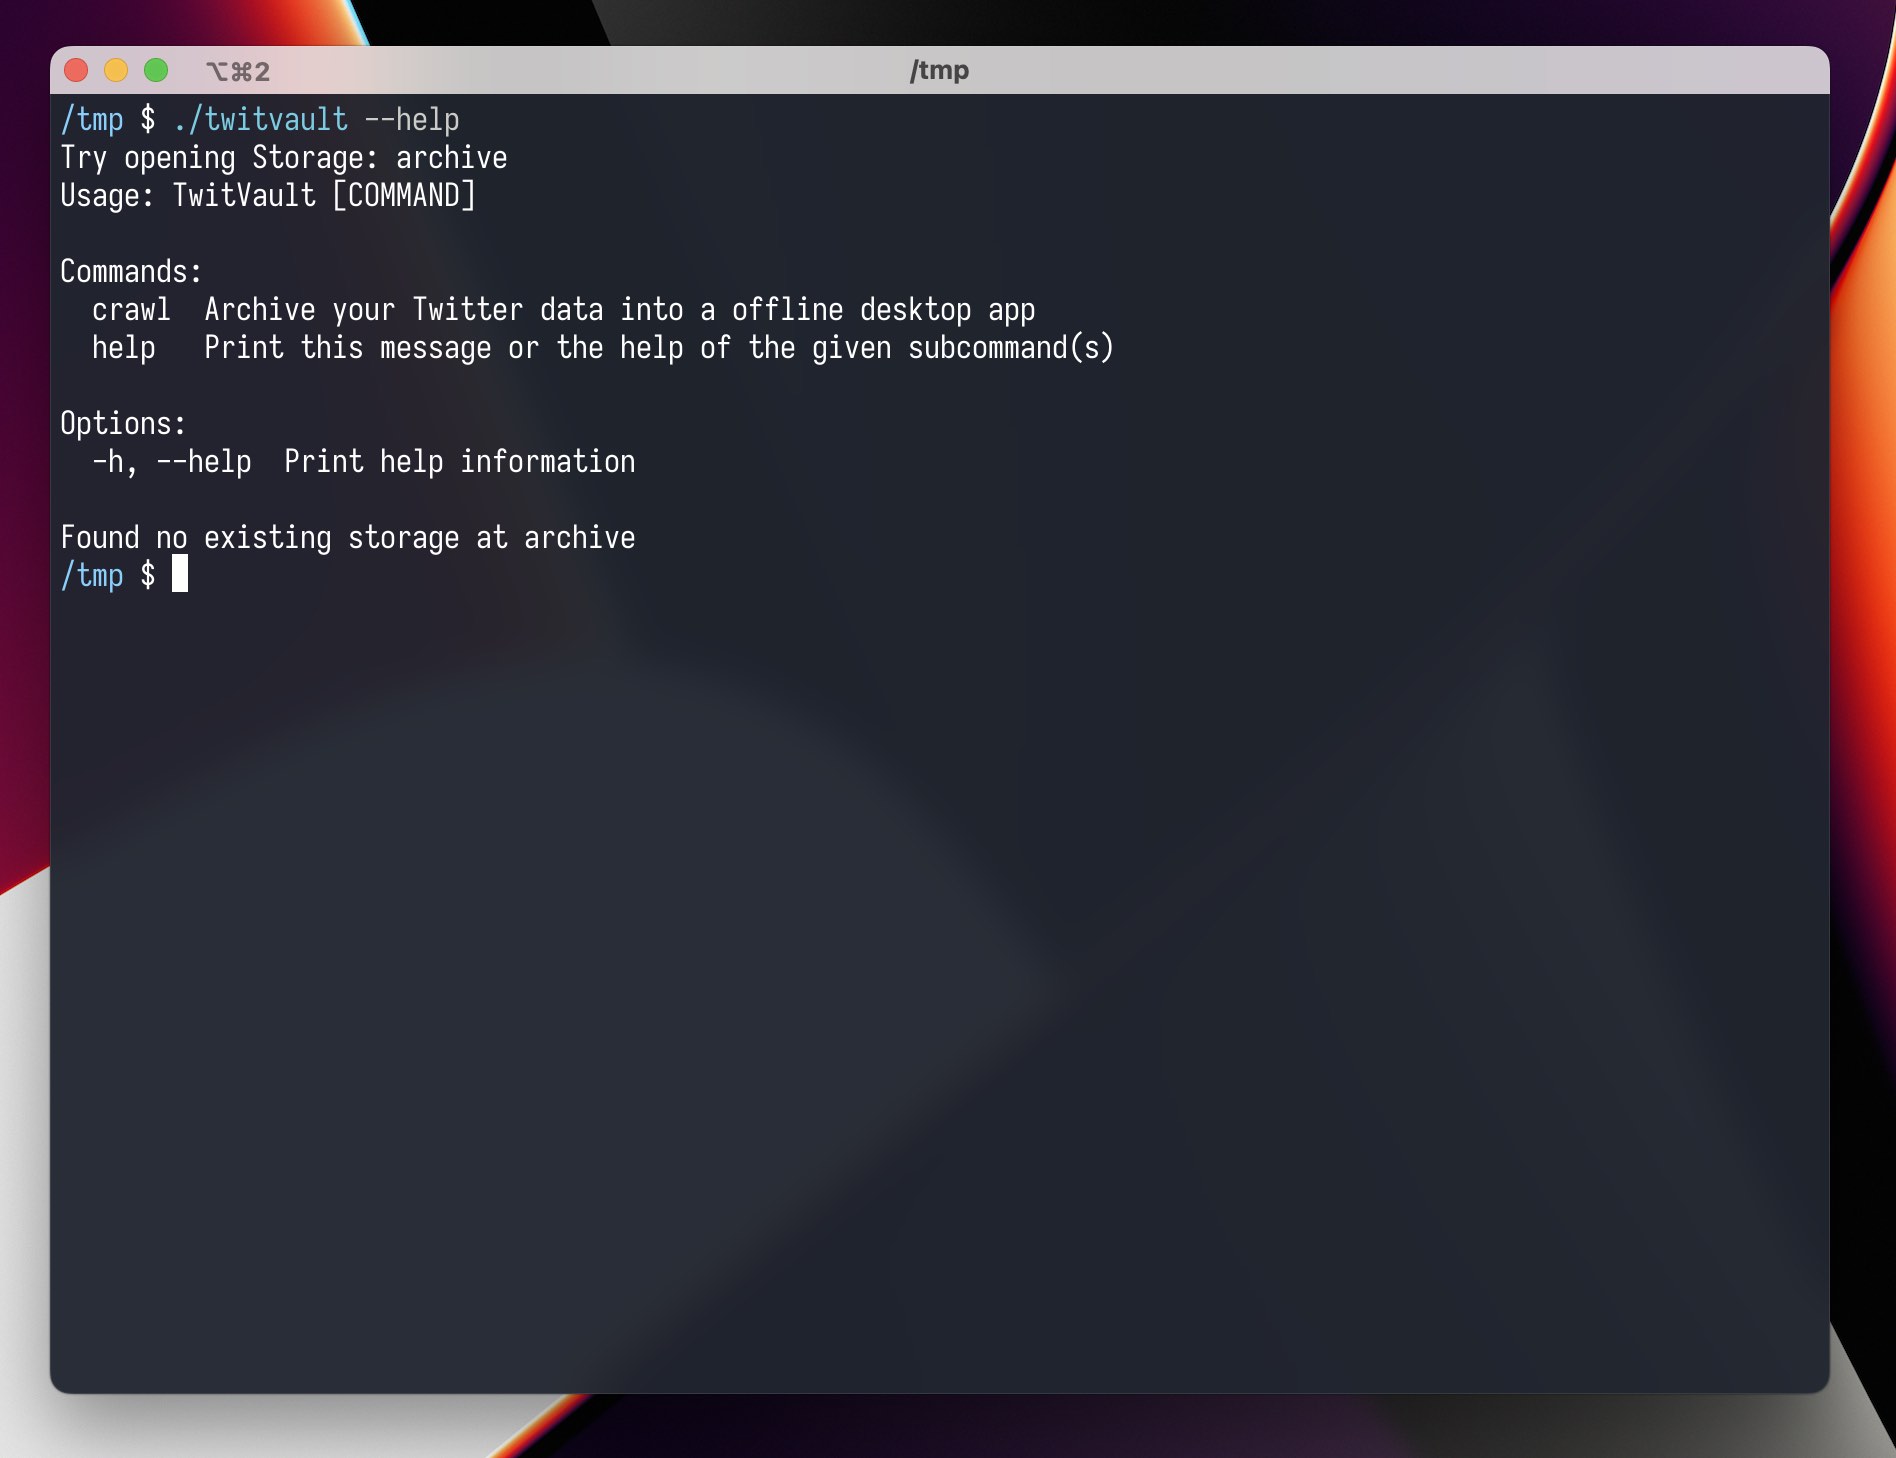 ⌥⌘2
/tmp
/tmp $ ./twitvault --help
Try opening Storage: archive
Usage: TwitVault [COMMAND]
Commands:
crawl  Archive your Twitter data into a offline desktop app
help   Print this message or the help of the given subcommand(s)
Options:
-h, --help  Print help information
Found no existing storage at archive
/tmp $